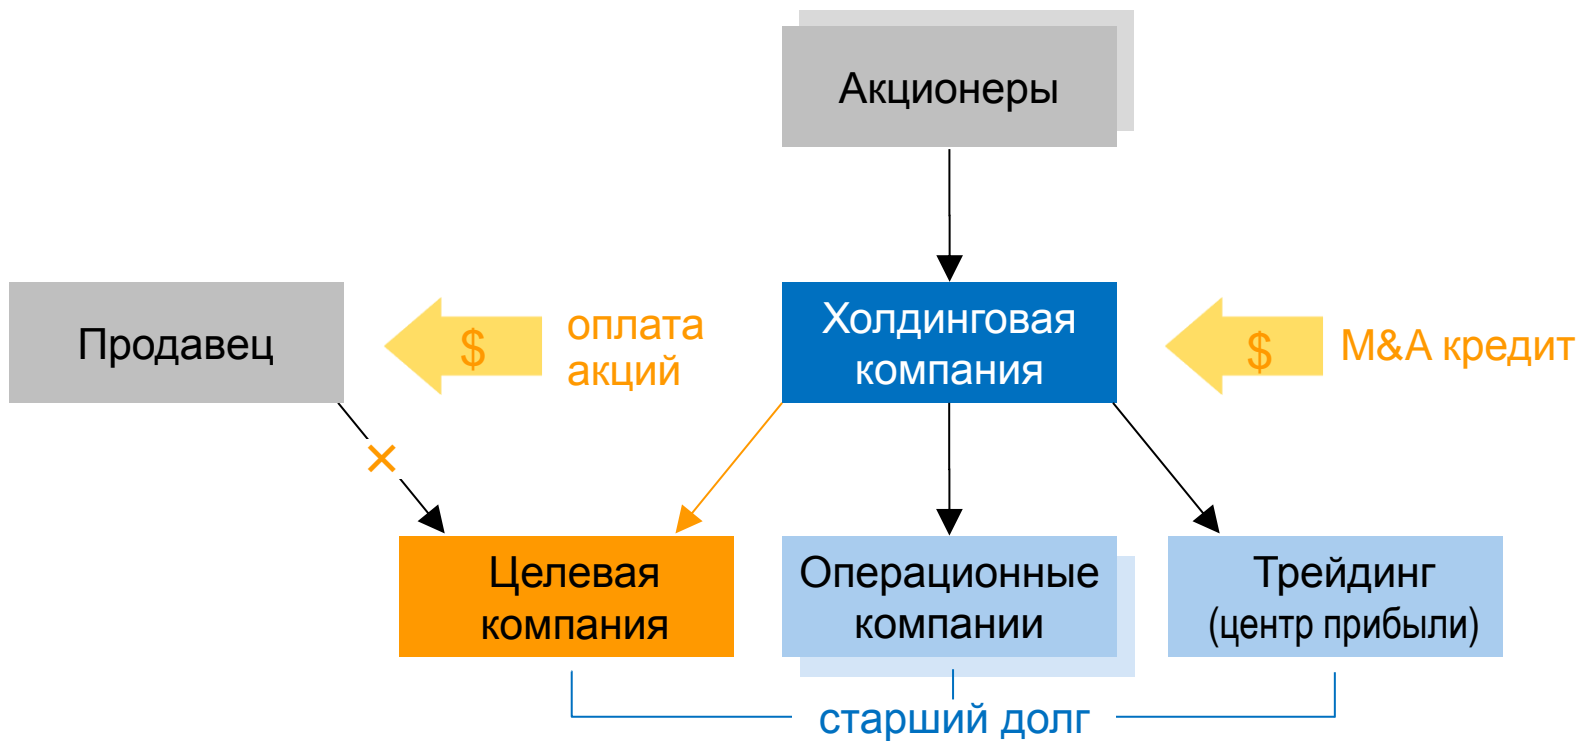 Акционеры
Продавец
$
оплата
акций
Холдинговая
компания
$
M&A кредит
×
Целевая
компания
Операционные
компании
Трейдинг
(центр прибыли)
старший долг